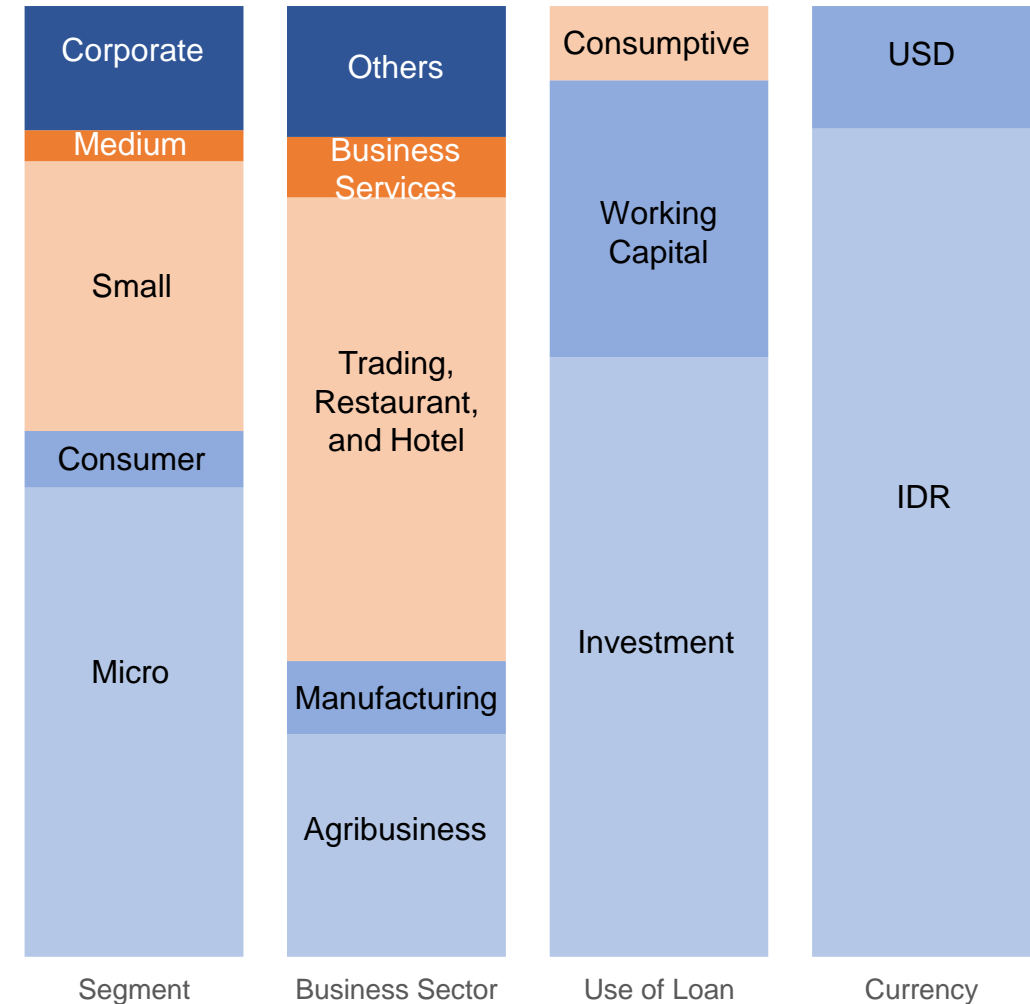 Corporate
Medium
Small
Consumer
Micro
Segment
Others
Business
Services
Trading,
Restaurant,
and Hotel
Manufacturing
Agribusiness
Business Sector
Consumptive
Working
Capital
Investment
Use of Loan
USD
IDR
Currency